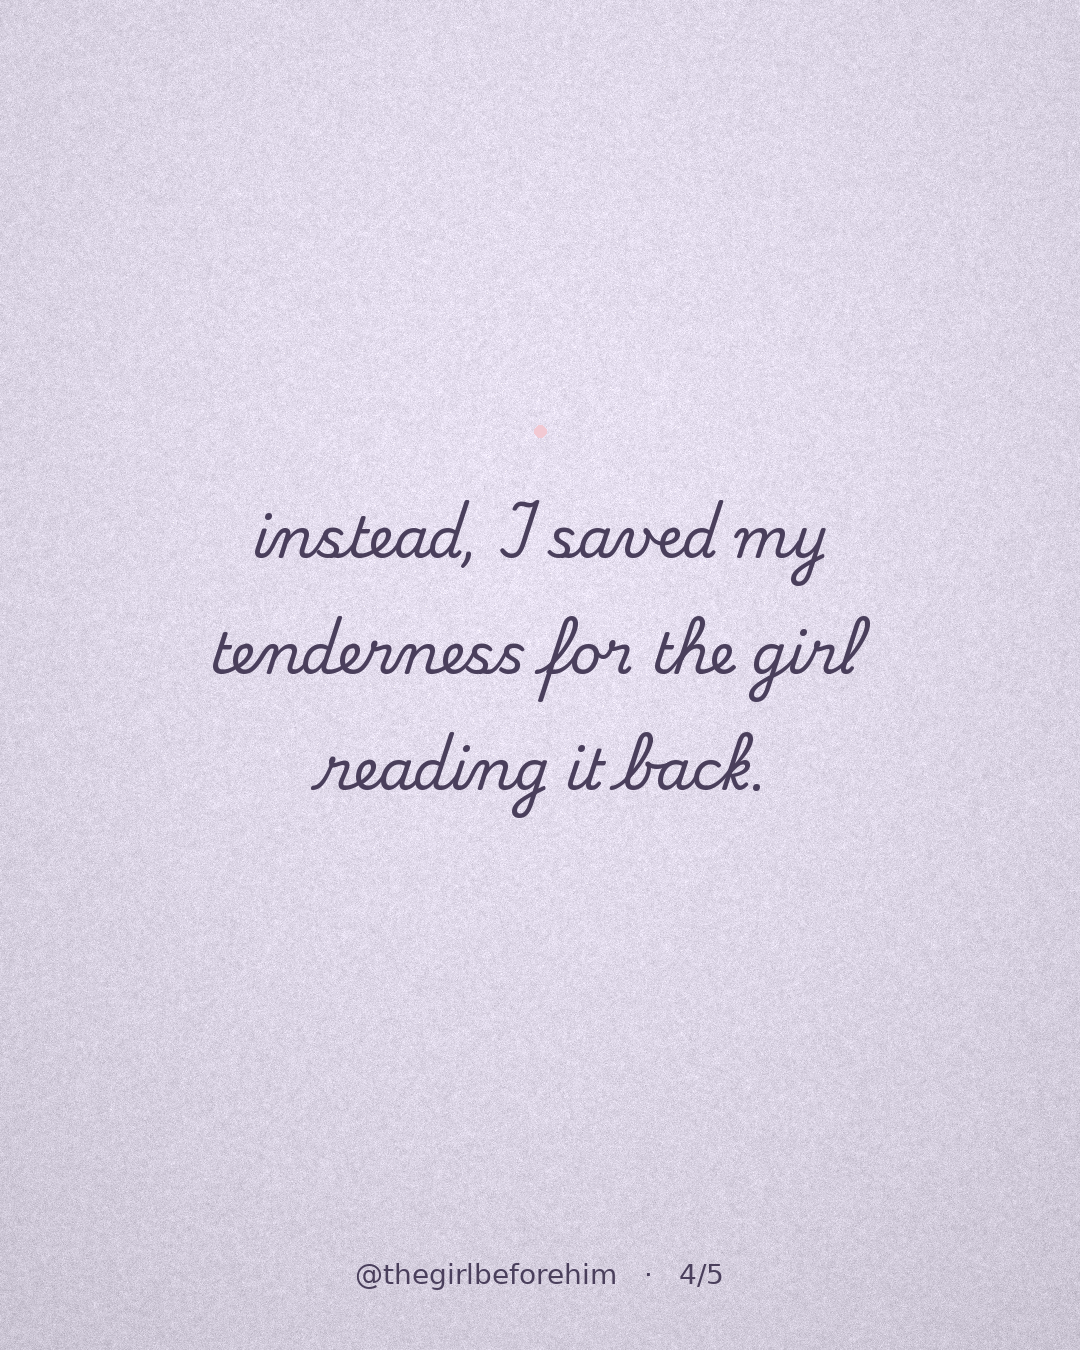 instead, I saved my
tenderness for the girl
reading it back.
@thegirlbeforehim · 4/5